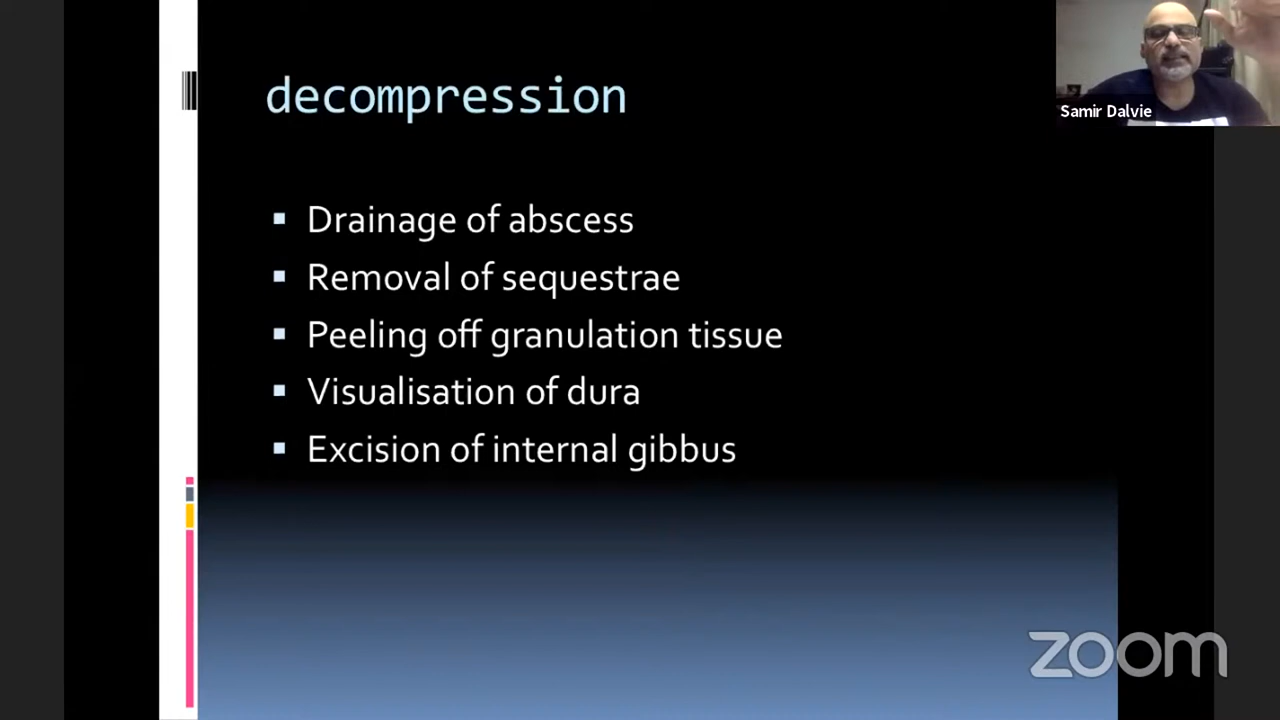 decompression
Samir Dalvie
Drainage of abscess
Removal of sequestrae
Peeling off granulation tissue
Visualisation of dura
Excision of internal gibbus
zoom